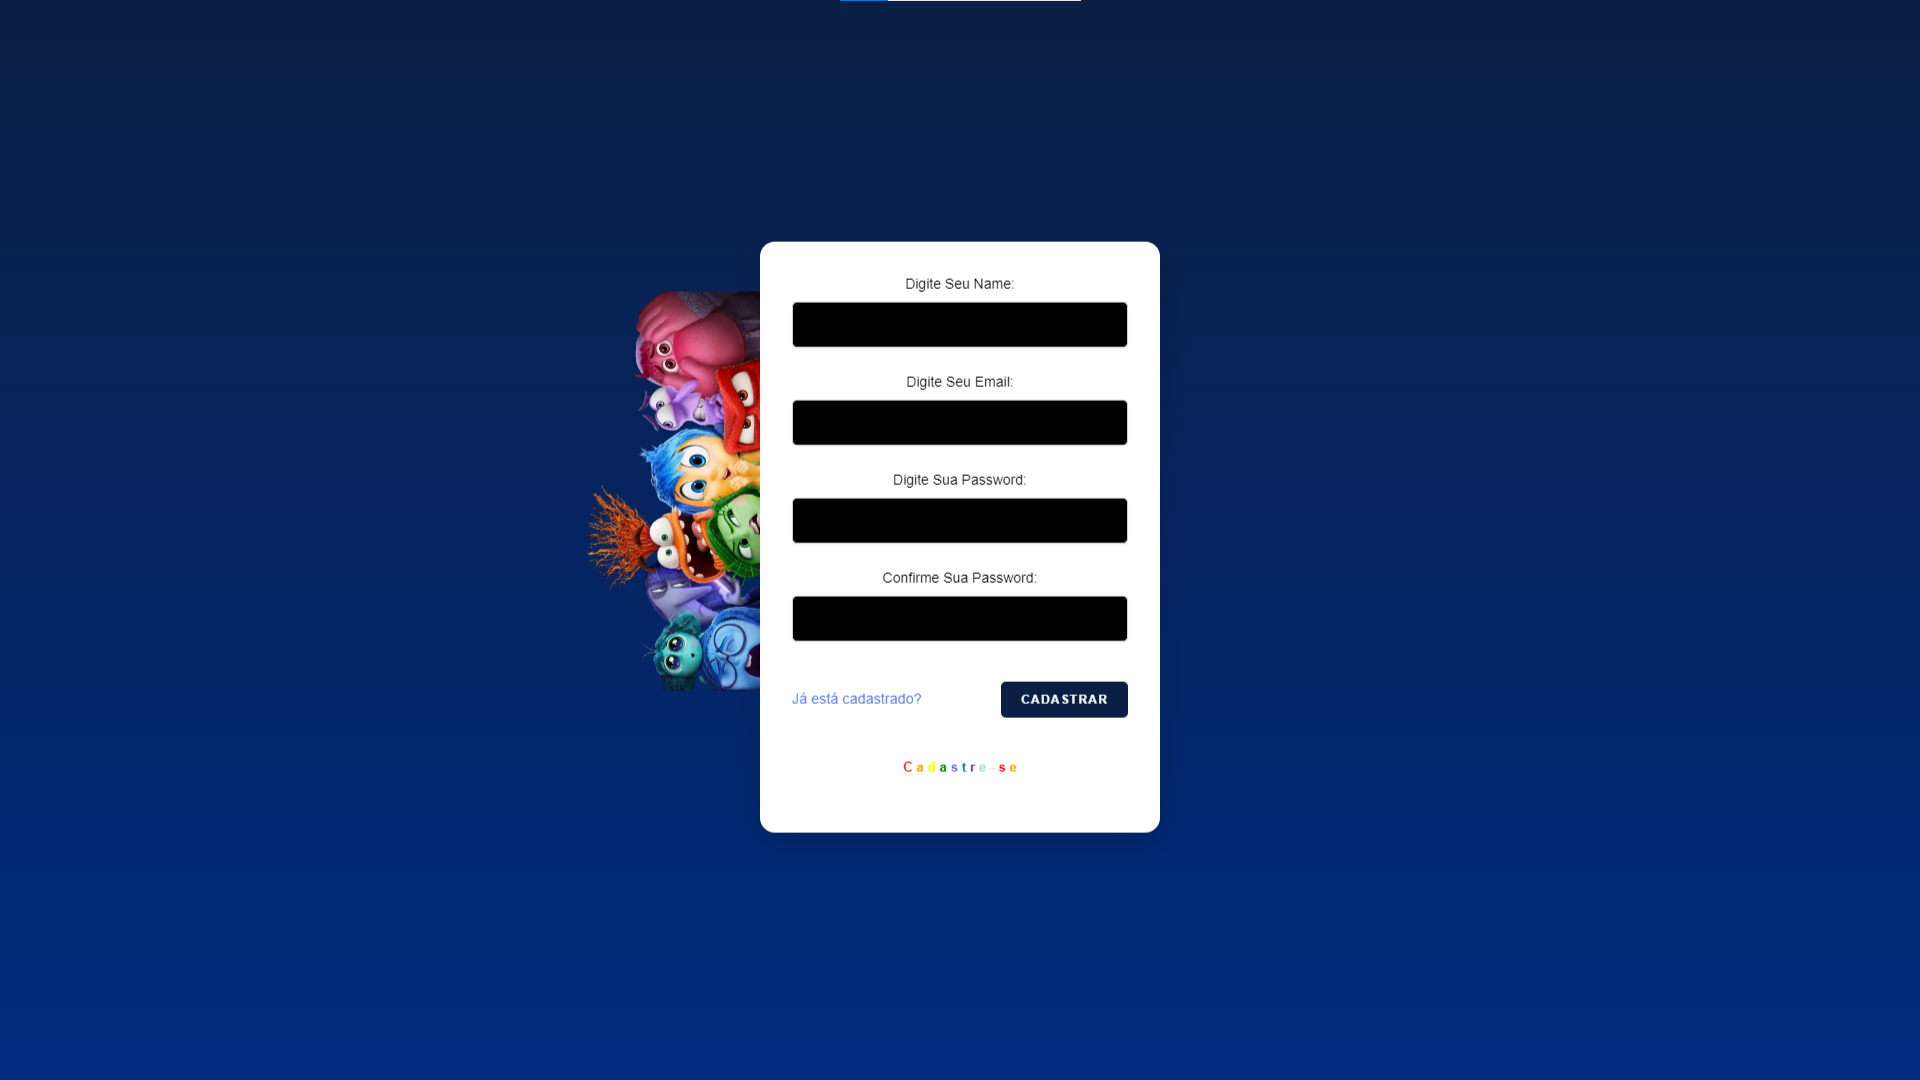 Digite Seu Name:
Digite Seu Email:
Digite Sua Password:
Confirme Sua Password:
Já está cadastrado?
CADASTRAR
Cadastre-se